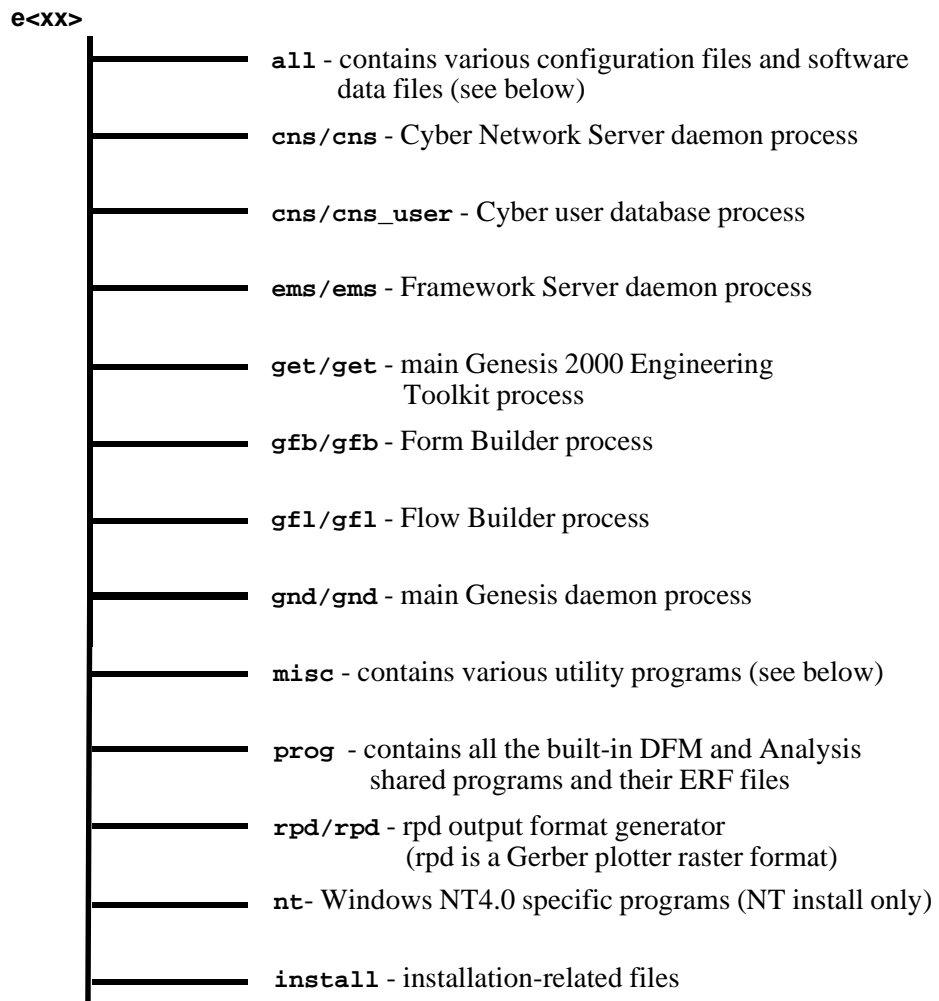 e<xx>
all - contains various configuration files and software
data files (see below)
cns/cns - Cyber Network Server daemon process
cns/cns_user - Cyber user database process
ems/ems - Framework Server daemon process
get/get - main Genesis 2000 Engineering
Toolkit process
gfb/gfb - Form Builder process
gfl/gfl - Flow Builder process
gnd/gnd - main Genesis daemon process
misc - contains various utility programs (see below)
prog - contains all the built-in DFM and Analysis
shared programs and their ERF files
rpd/rpd - rpd output format generator
(rpd is a Gerber plotter raster format)
nt- Windows NT4.0 specific programs (NT install only)
install - installation-related files